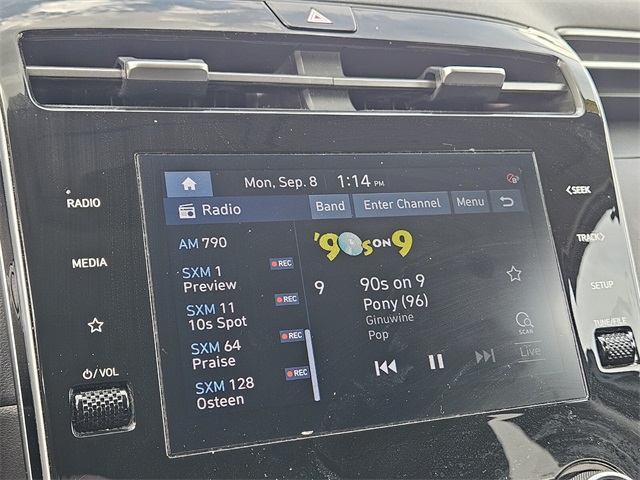 Mon, Sep. 8 1:14 PM
Radio Band Enter Channel Menu
AM 790
SXM 1 REC
Preview
SXM 11 REC
10s Spot
SXM 64 REC
Praise
SXM 128 REC
Osteen
'90s ON 9
9 90s on 9
Pony (96)
Ginuwine
Pop
SCAN
Live
RADIO
MEDIA
/VOL
<SEEK
TRACK>
SETUP
TUNE/FILE